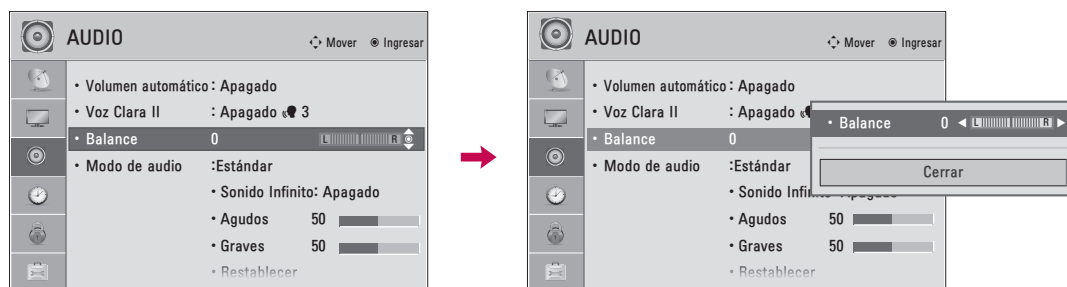 AUDIO
Mover Ingresar
• Volumen automático : Apagado
• Voz Clara II : Apagado 3
• Balance 0 L R
• Modo de audio :Estándar
• Sonido Infinito: Apagado
• Agudos 50
• Graves 50
• Restablecer
AUDIO
Mover Ingresar
• Volumen automático : Apagado
• Voz Clara II : Apagado
• Balance 0
• Modo de audio :Estándar
• Sonido Infinito: Apagado
• Agudos 50
• Graves 50
• Restablecer
• Balance 0 ◄ L R ►
Cerrar